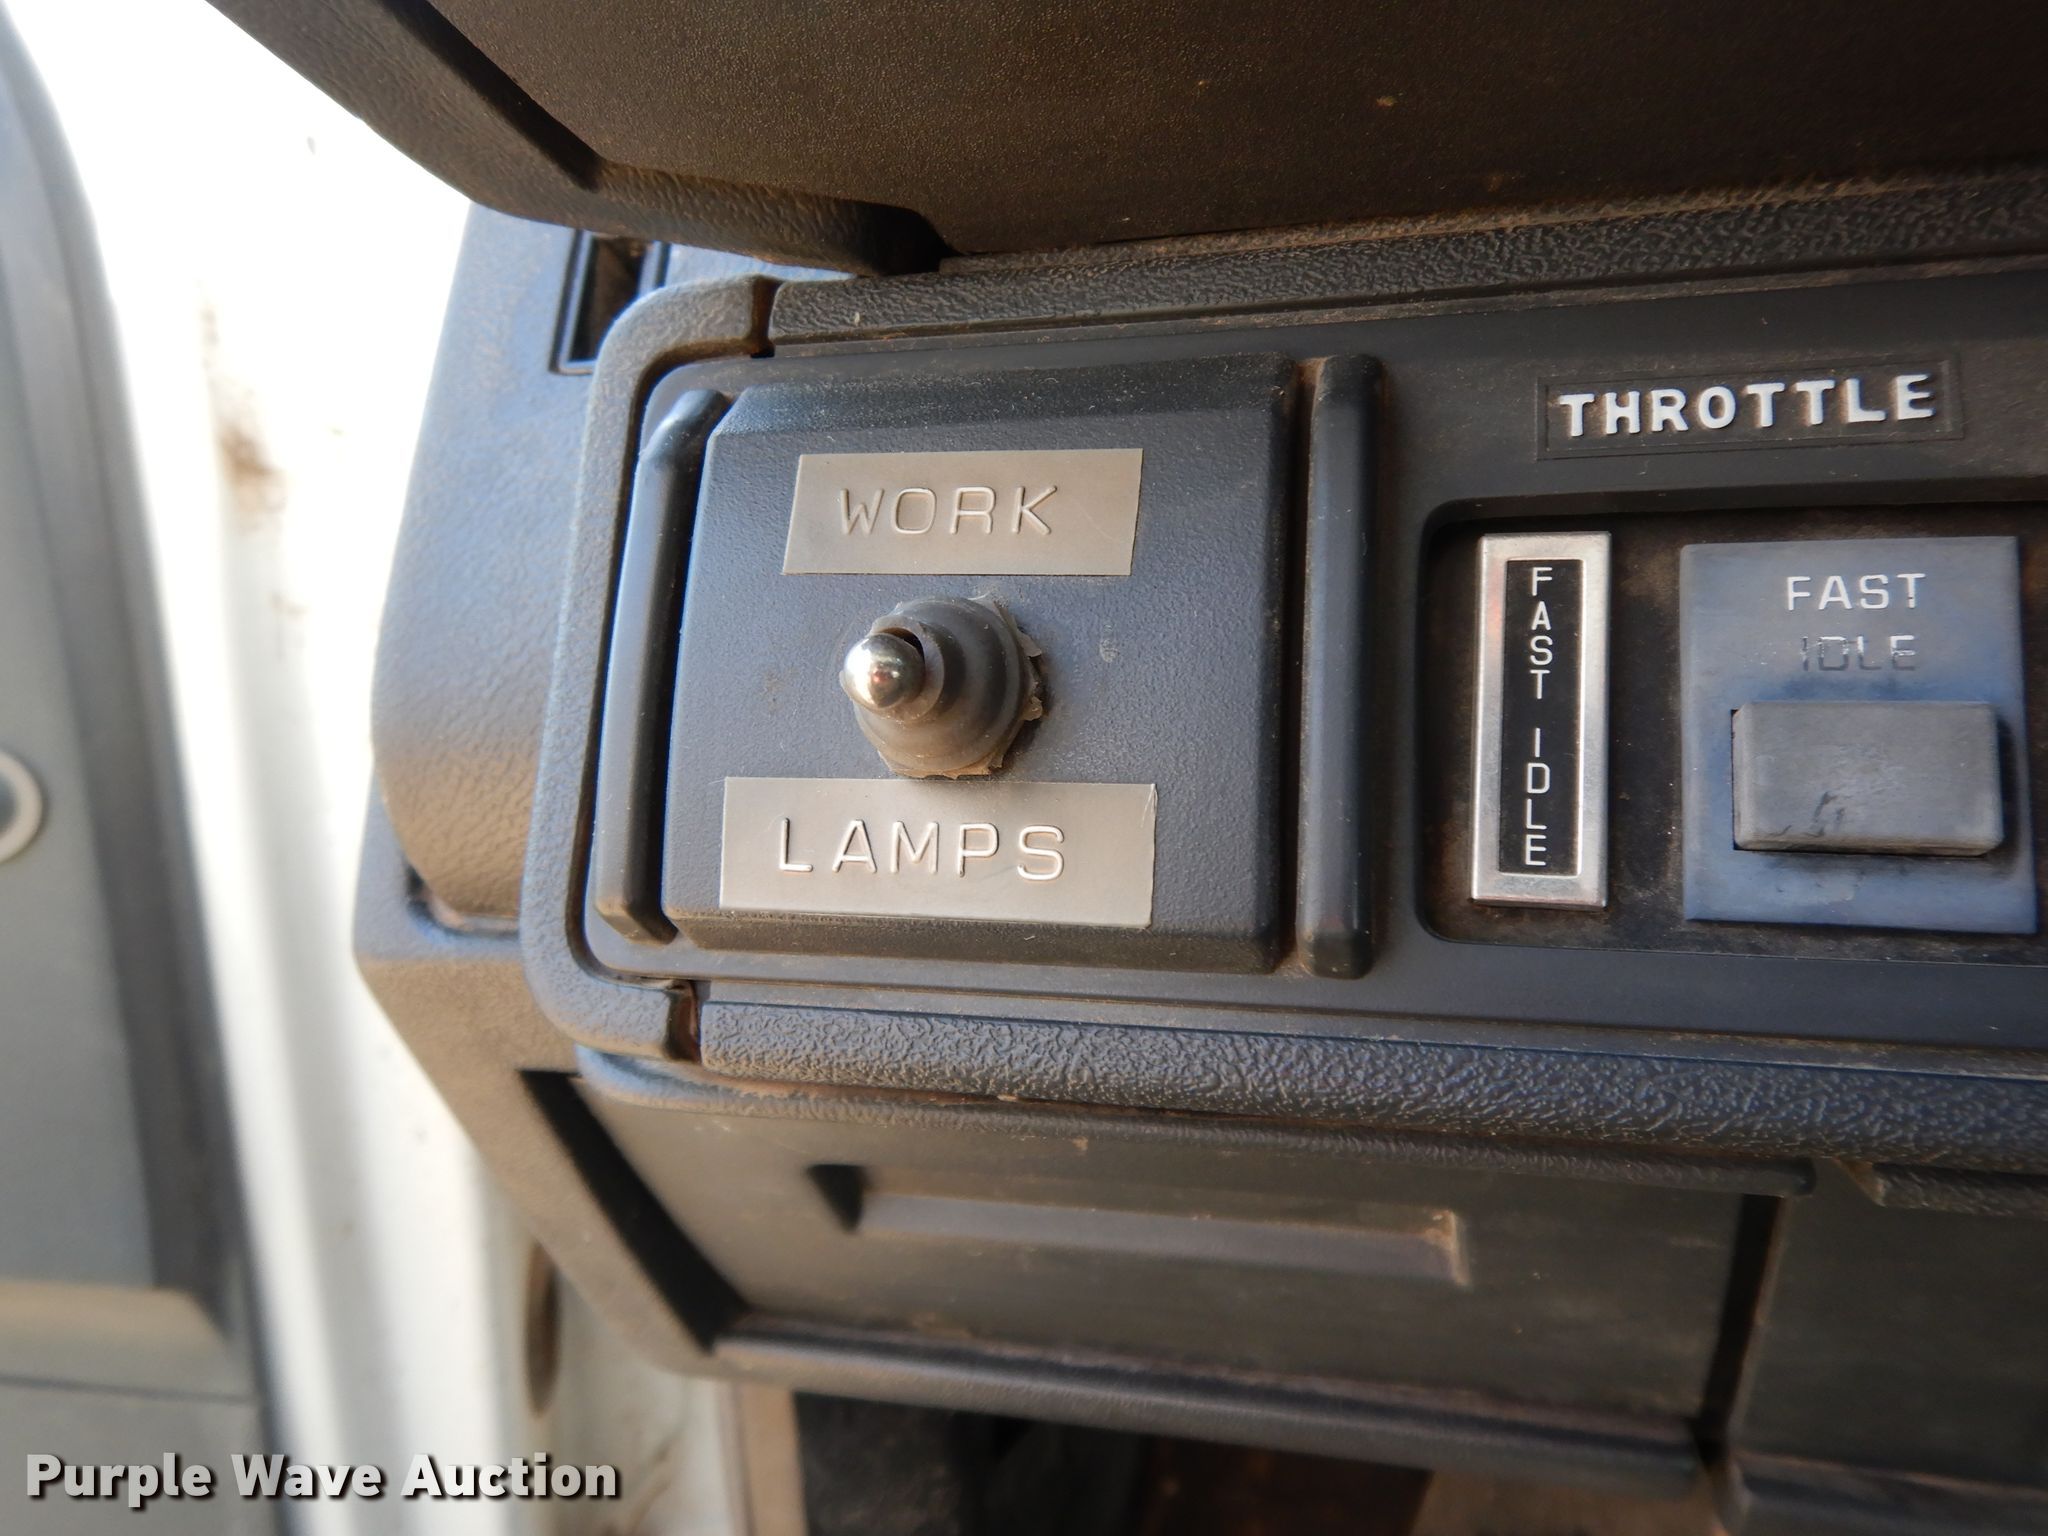 THROTTLE
WORK
LAMPS
FAST IDLE
FAST
IDLE
Purple Wave Auction